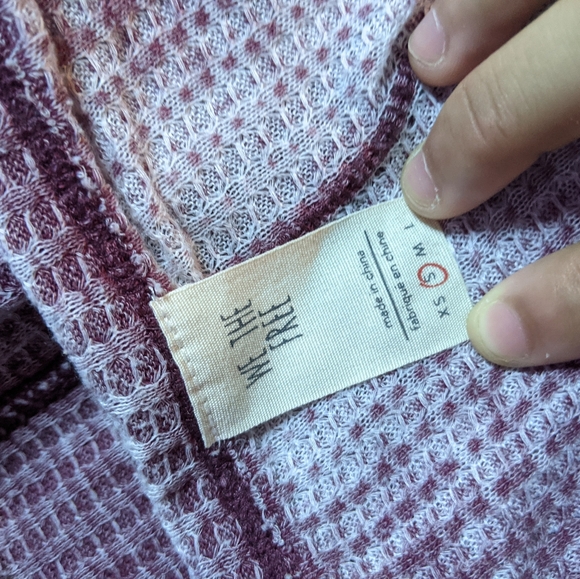 WE THE
FREE
made in china
fabriqué en chine
XS S M L